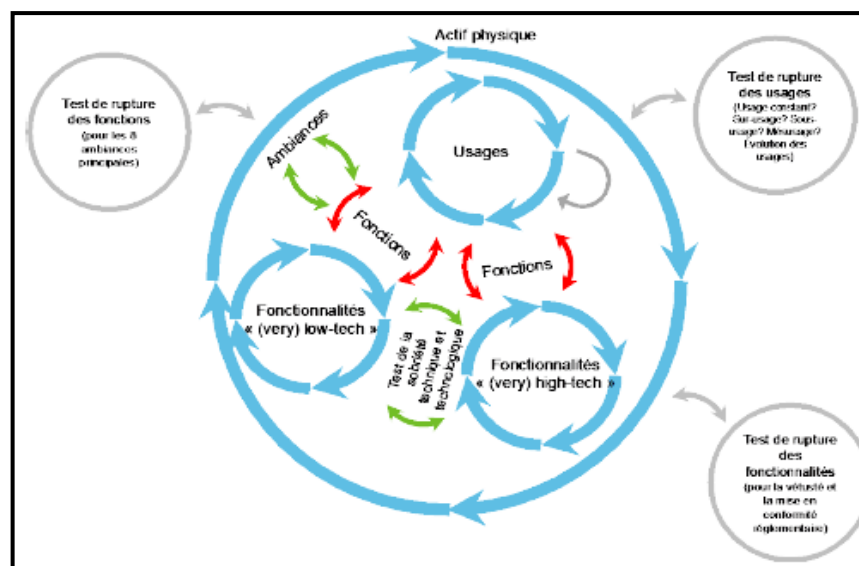 Actif physique
Test de rupture
des fonctions
(pour les 8
ambiances
principales)
Ambiances
Usages
Test de rupture
des usages
(Usage constant?
Sur-usage? Sous-
usage? Mésusage?
Évolution des
usages)
Fonctions
Fonctions
Fonctionnalités
« (very) low-tech »
Test de la
sobriété
technique et
technologique
Fonctionnalités
« (very) high-tech »
Test de rupture
des
fonctionnalités
(pour la vétusté et
la mise en
conformité
réglementaire)